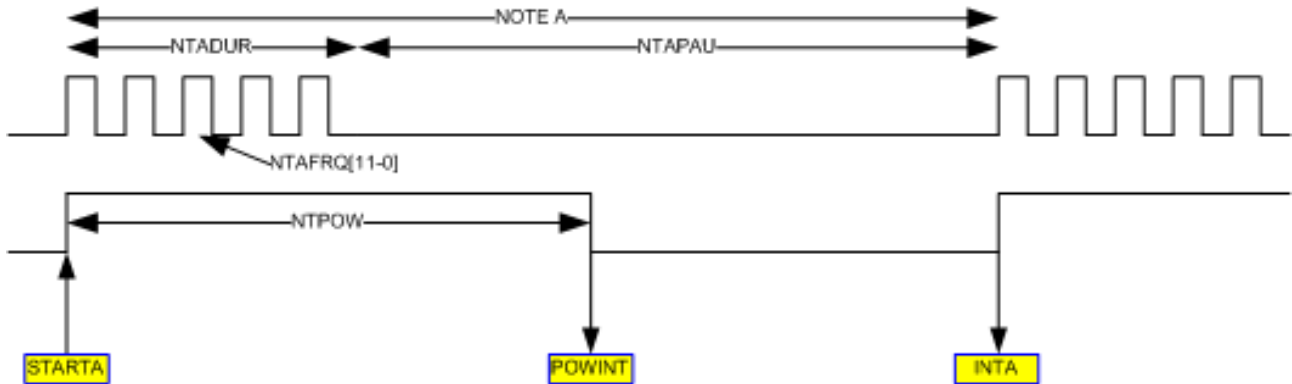 NOTE A
NTADUR
NTAPAU
NTAFRQ[11-0]
NTPOW
STARTA
POWINT
INTA